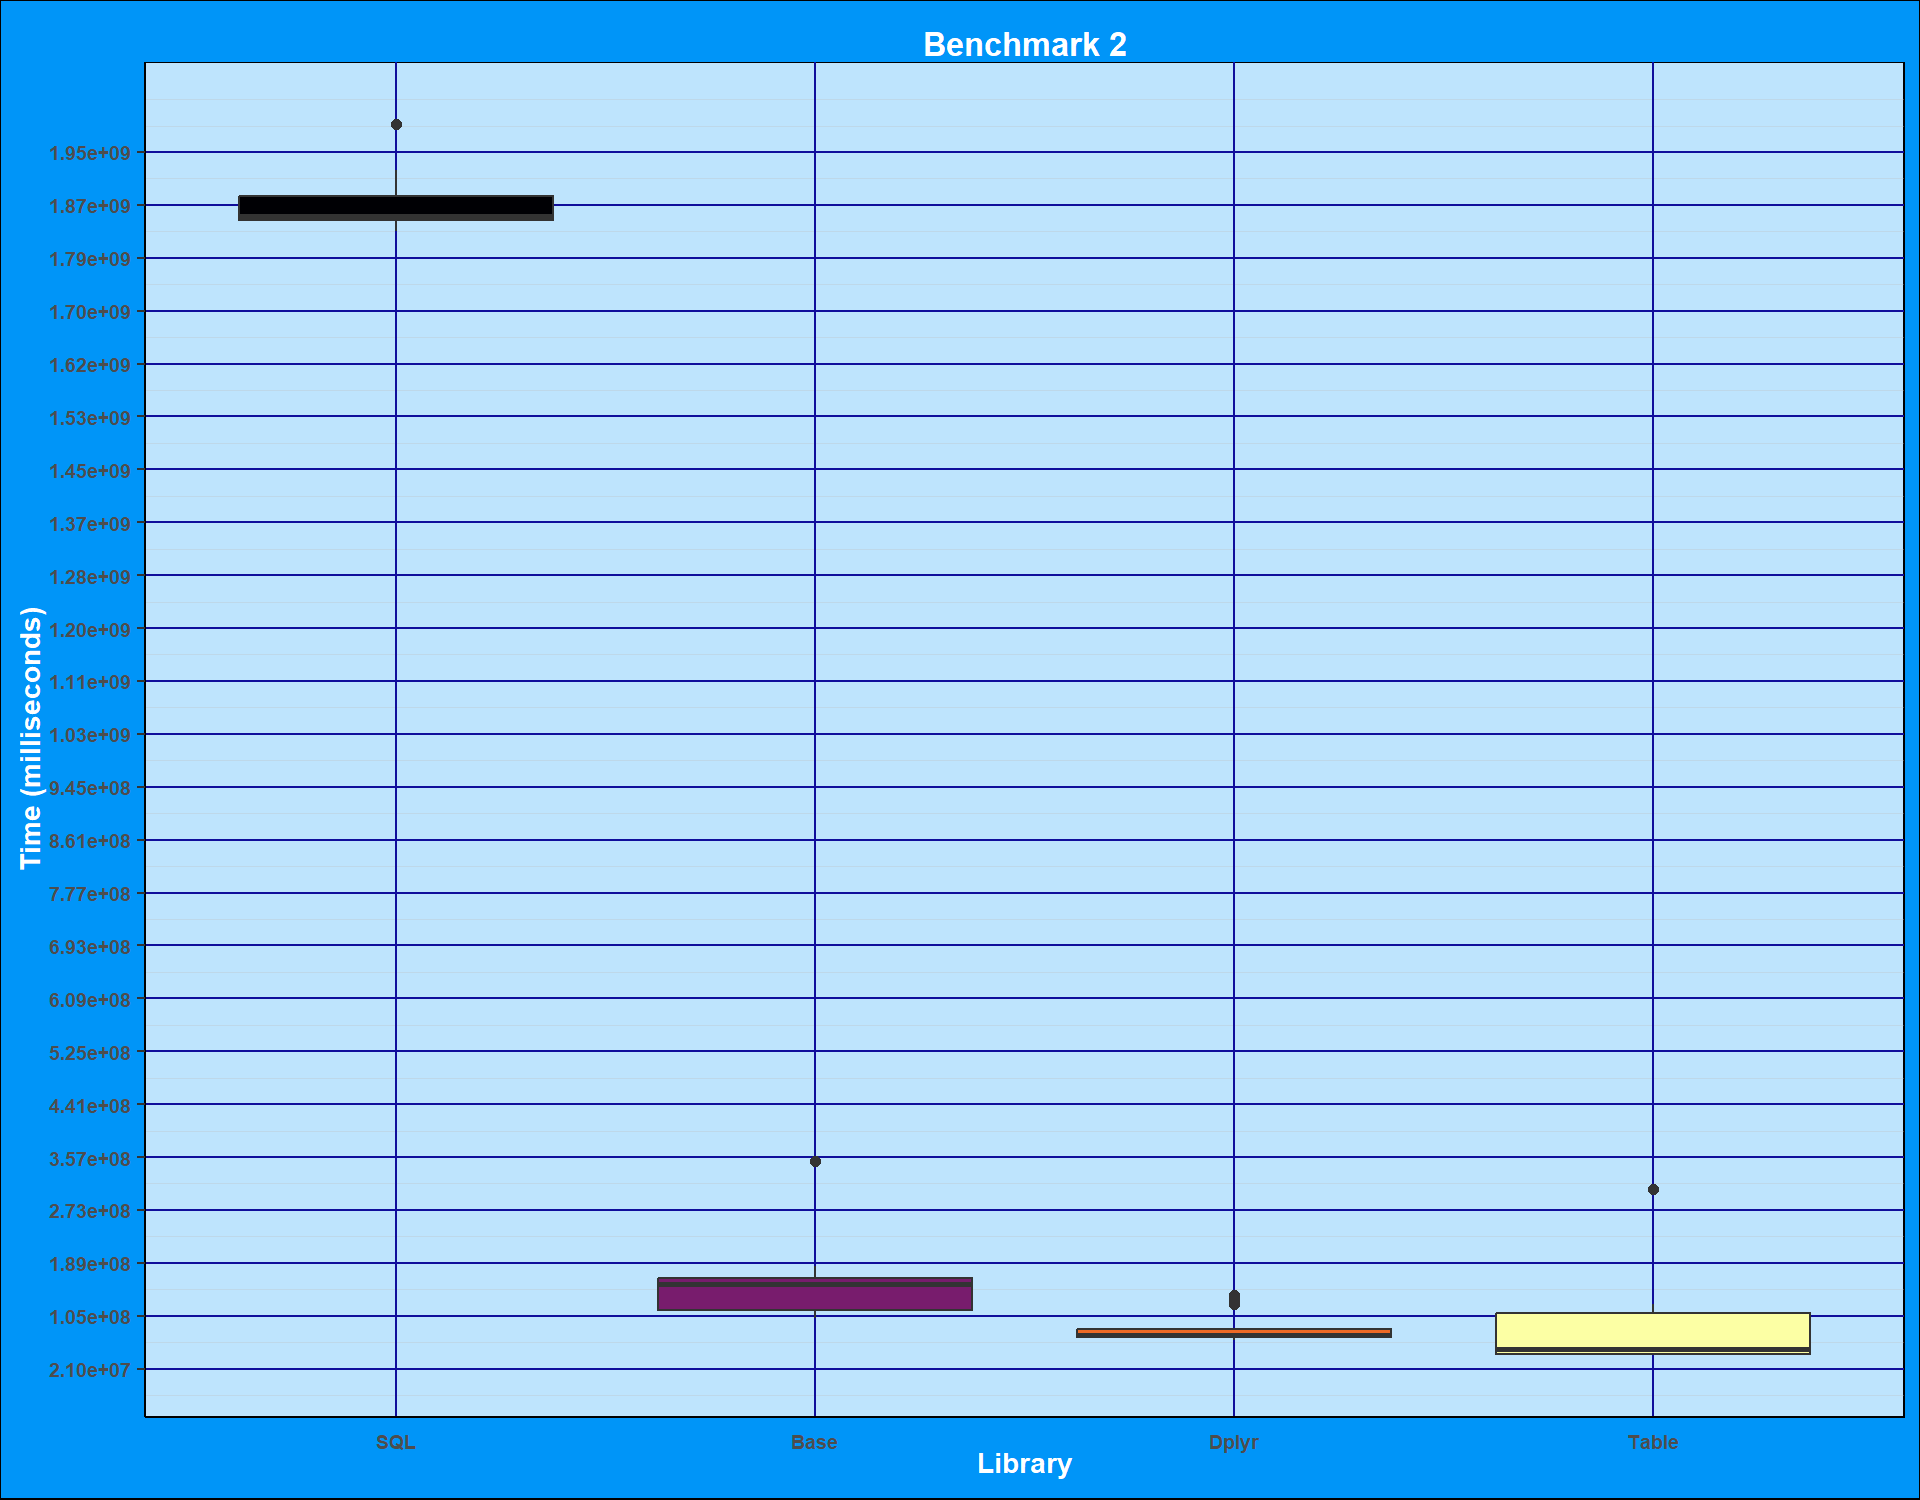 Benchmark 2
Time (milliseconds)
1.95e+09
1.87e+09
1.79e+09
1.70e+09
1.62e+09
1.53e+09
1.45e+09
1.37e+09
1.28e+09
1.20e+09
1.11e+09
1.03e+09
9.45e+08
8.61e+08
7.77e+08
6.93e+08
6.09e+08
5.25e+08
4.41e+08
3.57e+08
2.73e+08
1.89e+08
1.05e+08
2.10e+07
SQL Base Dplyr Table
Library